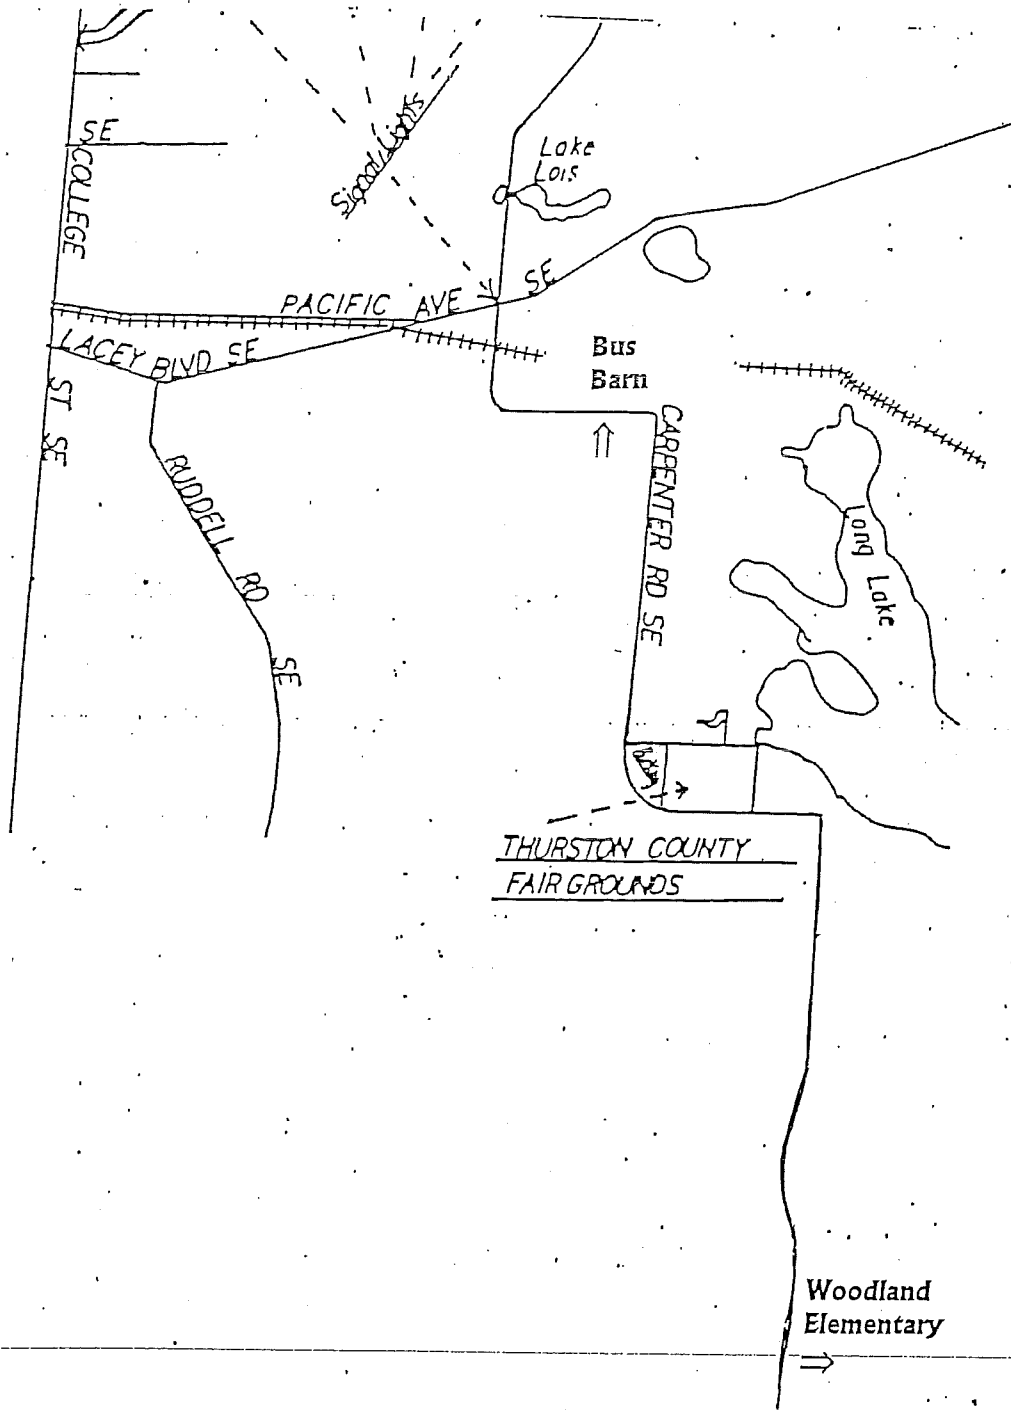 SE
COLLEGE
ST SE
Signal Lights
Lake
Lois
PACIFIC AVE SE
LACEY BLVD SE
Bus
Barn
RUDDELL RD SE
CARPENTER RD SE
Long Lake
THURSTON COUNTY
FAIR GROUNDS
Woodland
Elementary